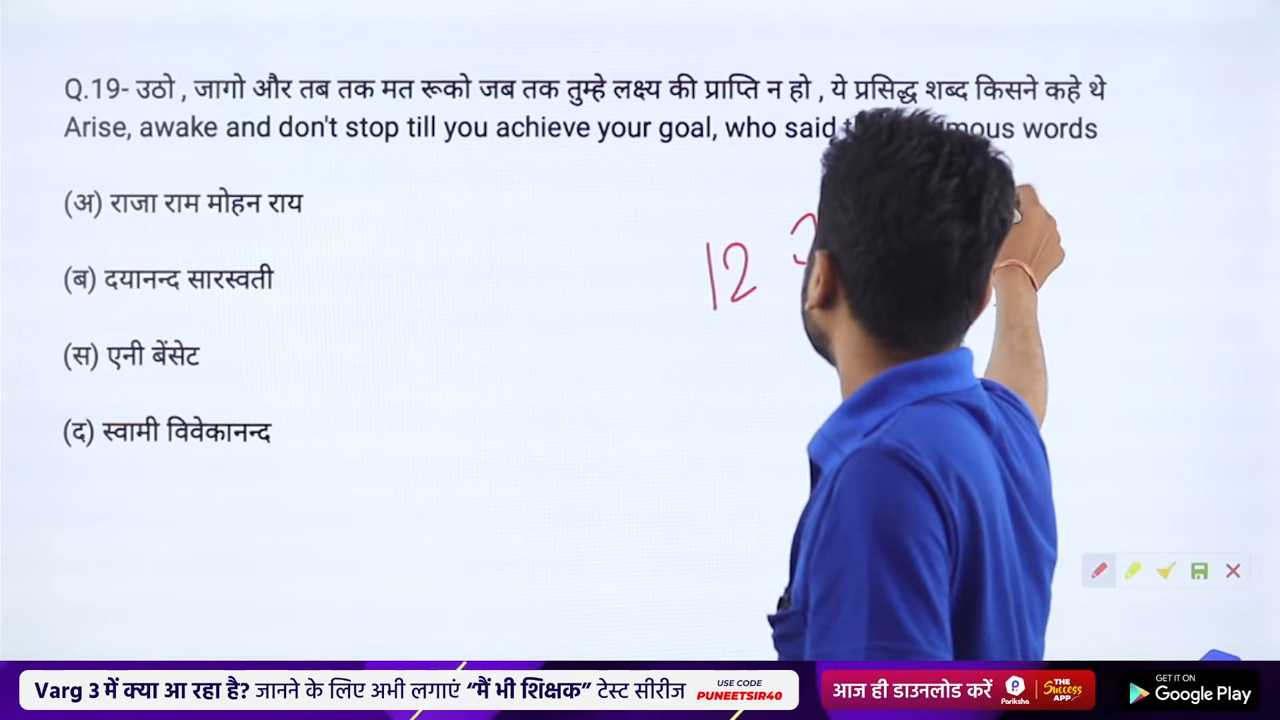 Q.19- उठो , जागो और तब तक मत रूको जब तक तुम्हे लक्ष्य की प्राप्ति न हो , ये प्रसिद्ध शब्द किसने कहे थे
Arise, awake and don't stop till you achieve your goal, who said words
(अ) राजा राम मोहन राय
(ब) दयानन्द सारस्वती
(स) एनी बेंसेट
(द) स्वामी विवेकानन्द
12
Varg 3 में क्या आ रहा है? जानने के लिए अभी लगाएं “मैं भी शिक्षक” टेस्ट सीरीज
USE CODE
PUNEETSIR40
आज ही डाउनलोड करें
Pariksha
THE Success APP
GET IT ON
Google Play